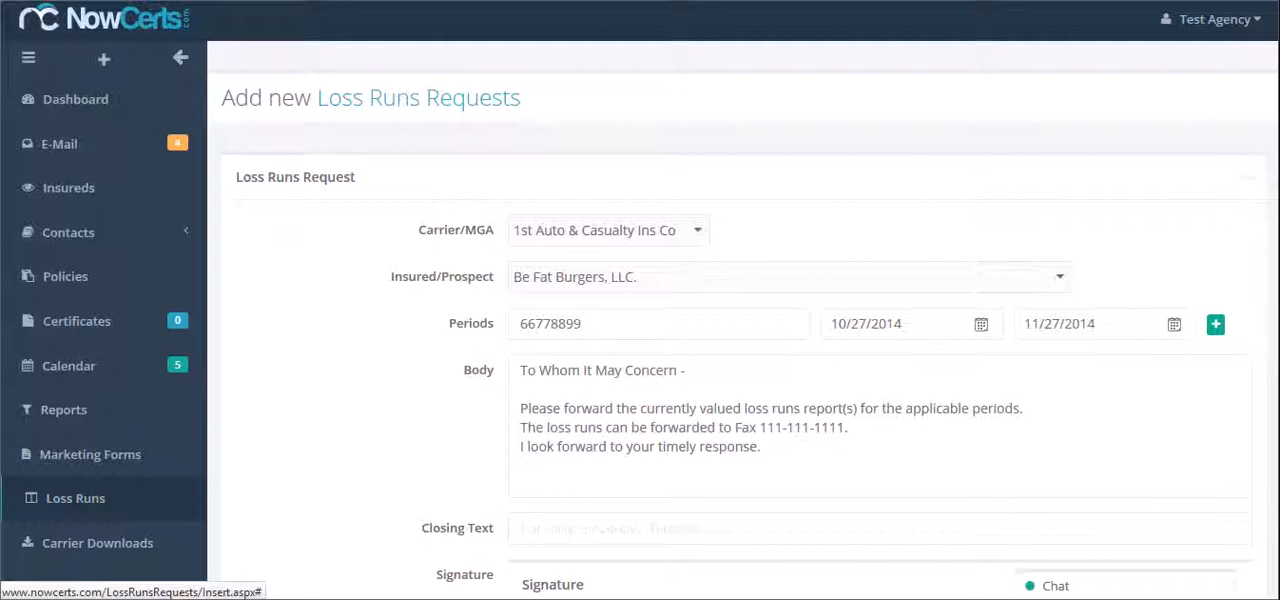 NowCerts.com
Test Agency
Dashboard
E-Mail 4
Insureds
Contacts
Policies
Certificates 0
Calendar 5
Reports
Marketing Forms
Loss Runs
Carrier Downloads
www.nowcerts.com/LossRunsRequests/Insert.aspx#
Add new Loss Runs Requests
Loss Runs Request
Carrier/MGA 1st Auto & Casualty Ins Co
Insured/Prospect Be Fat Burgers, LLC.
Periods 66778899 10/27/2014 11/27/2014
Body To Whom It May Concern -
Please forward the currently valued loss runs report(s) for the applicable periods.
The loss runs can be forwarded to Fax 111-111-1111.
I look forward to your timely response.
Closing Text
Signature Signature
Chat